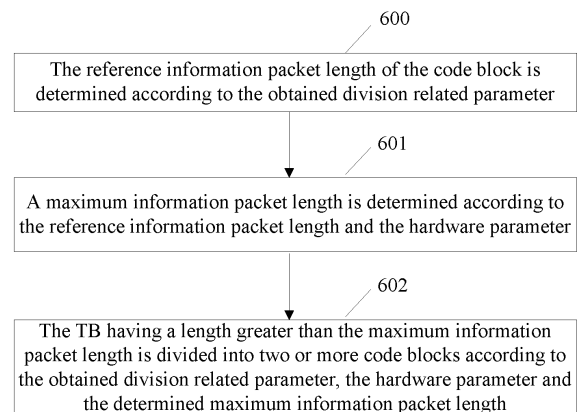 600
The reference information packet length of the code block is
determined according to the obtained division related parameter
601
A maximum information packet length is determined according to
the reference information packet length and the hardware parameter
602
The TB having a length greater than the maximum information
packet length is divided into two or more code blocks according to
the obtained division related parameter, the hardware parameter and
the determined maximum information packet length